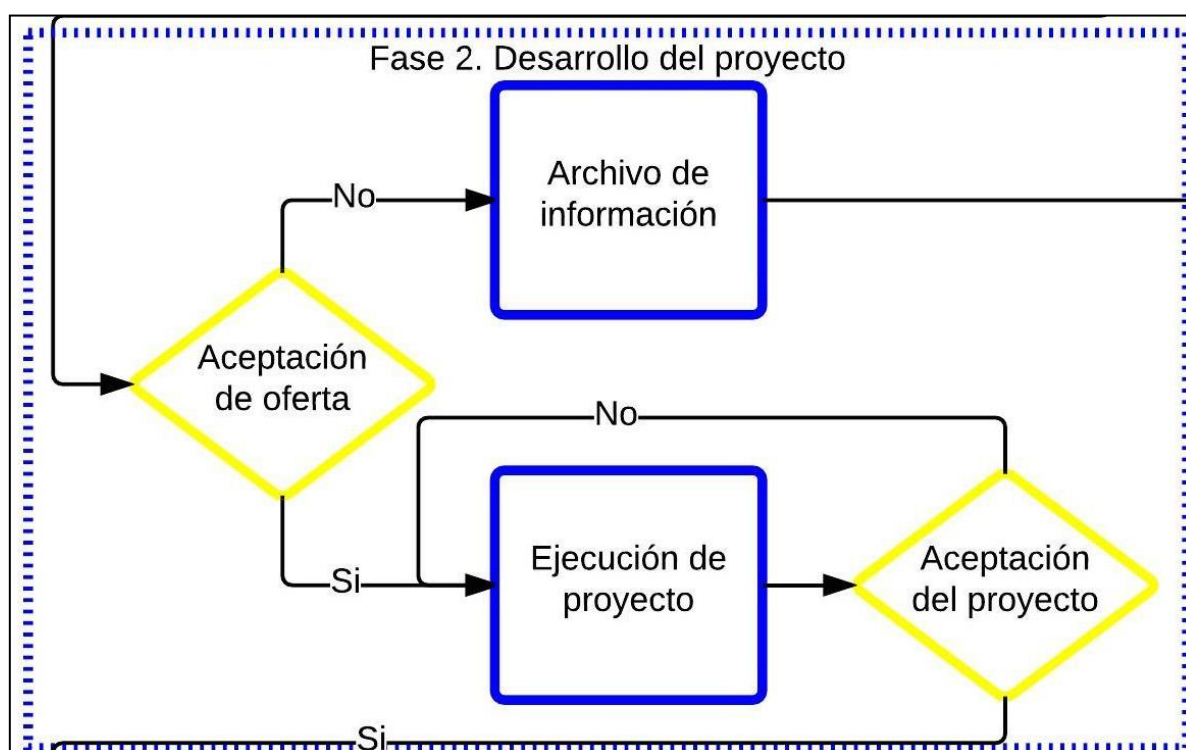 Fase 2. Desarrollo del proyecto
Archivo de
información
No
Aceptación
de oferta
No
Si
Ejecución de
proyecto
Aceptación
del proyecto
Si